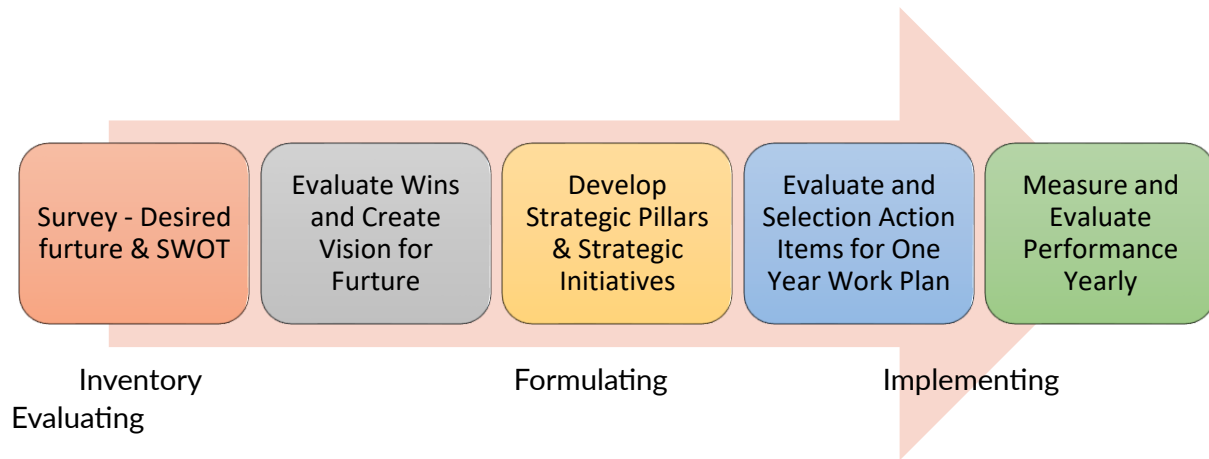 Survey - Desired
furture & SWOT
Evaluate Wins
and Create
Vision for
Furture
Develop
Strategic Pillars
& Strategic
Initiatives
Evaluate and
Selection Action
Items for One
Year Work Plan
Measure and
Evaluate
Performance
Yearly
Inventory Formulating Implementing
Evaluating